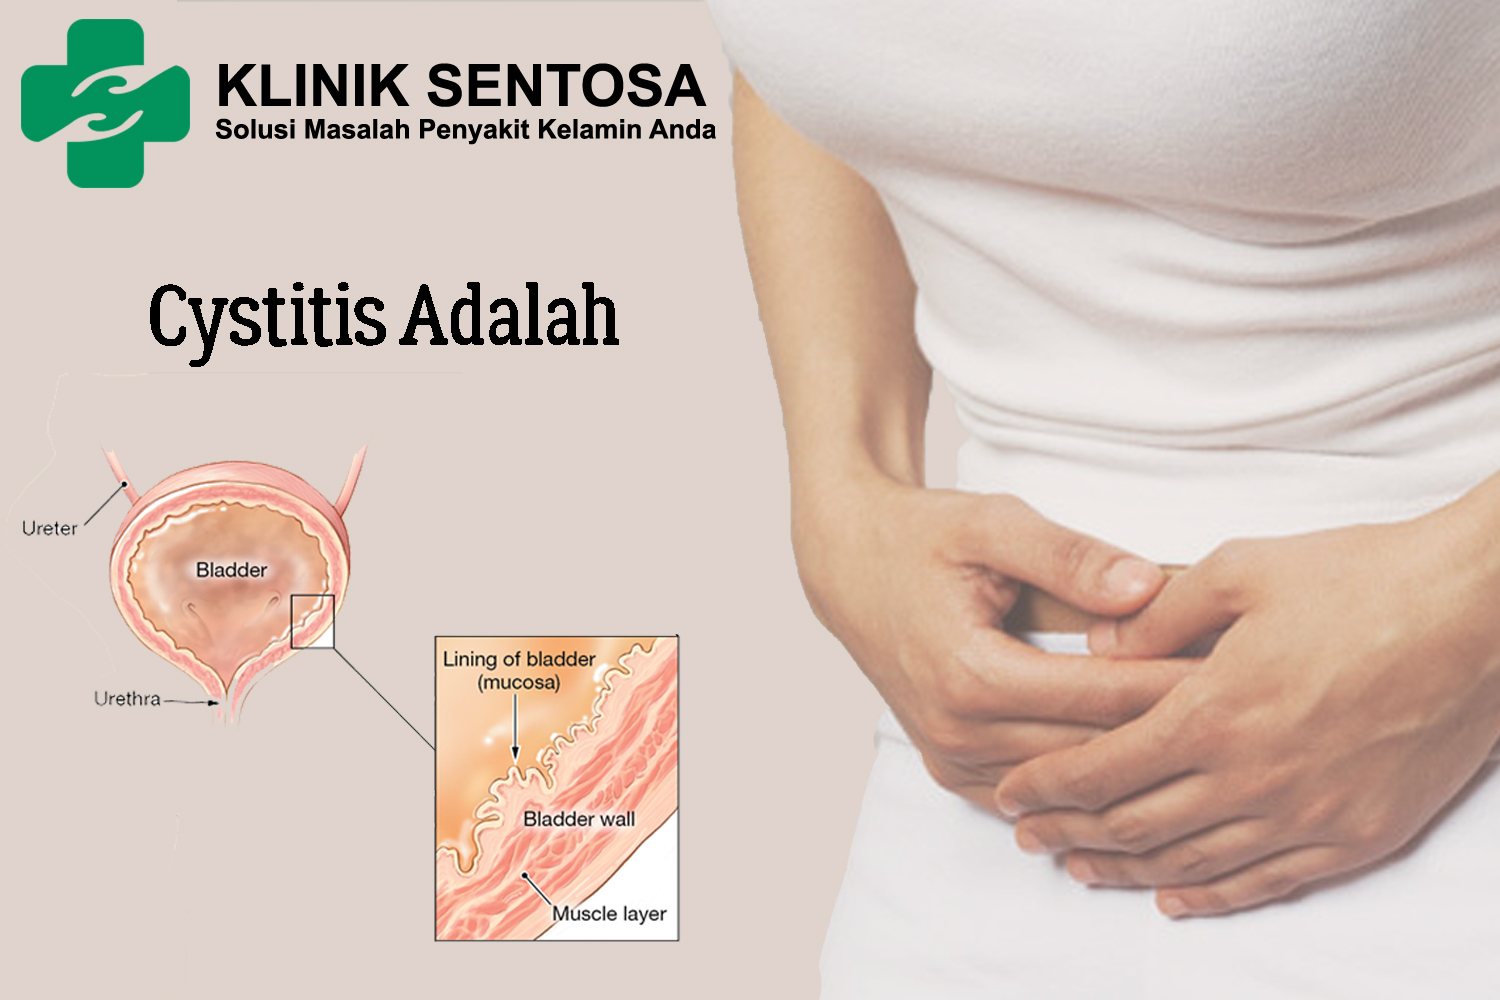 KLINIK SENTOSA
Solusi Masalah Penyakit Kelamin Anda
Cystitis Adalah
Ureter
Bladder
Urethra
Lining of bladder
(mucosa)
Bladder wall
Muscle layer